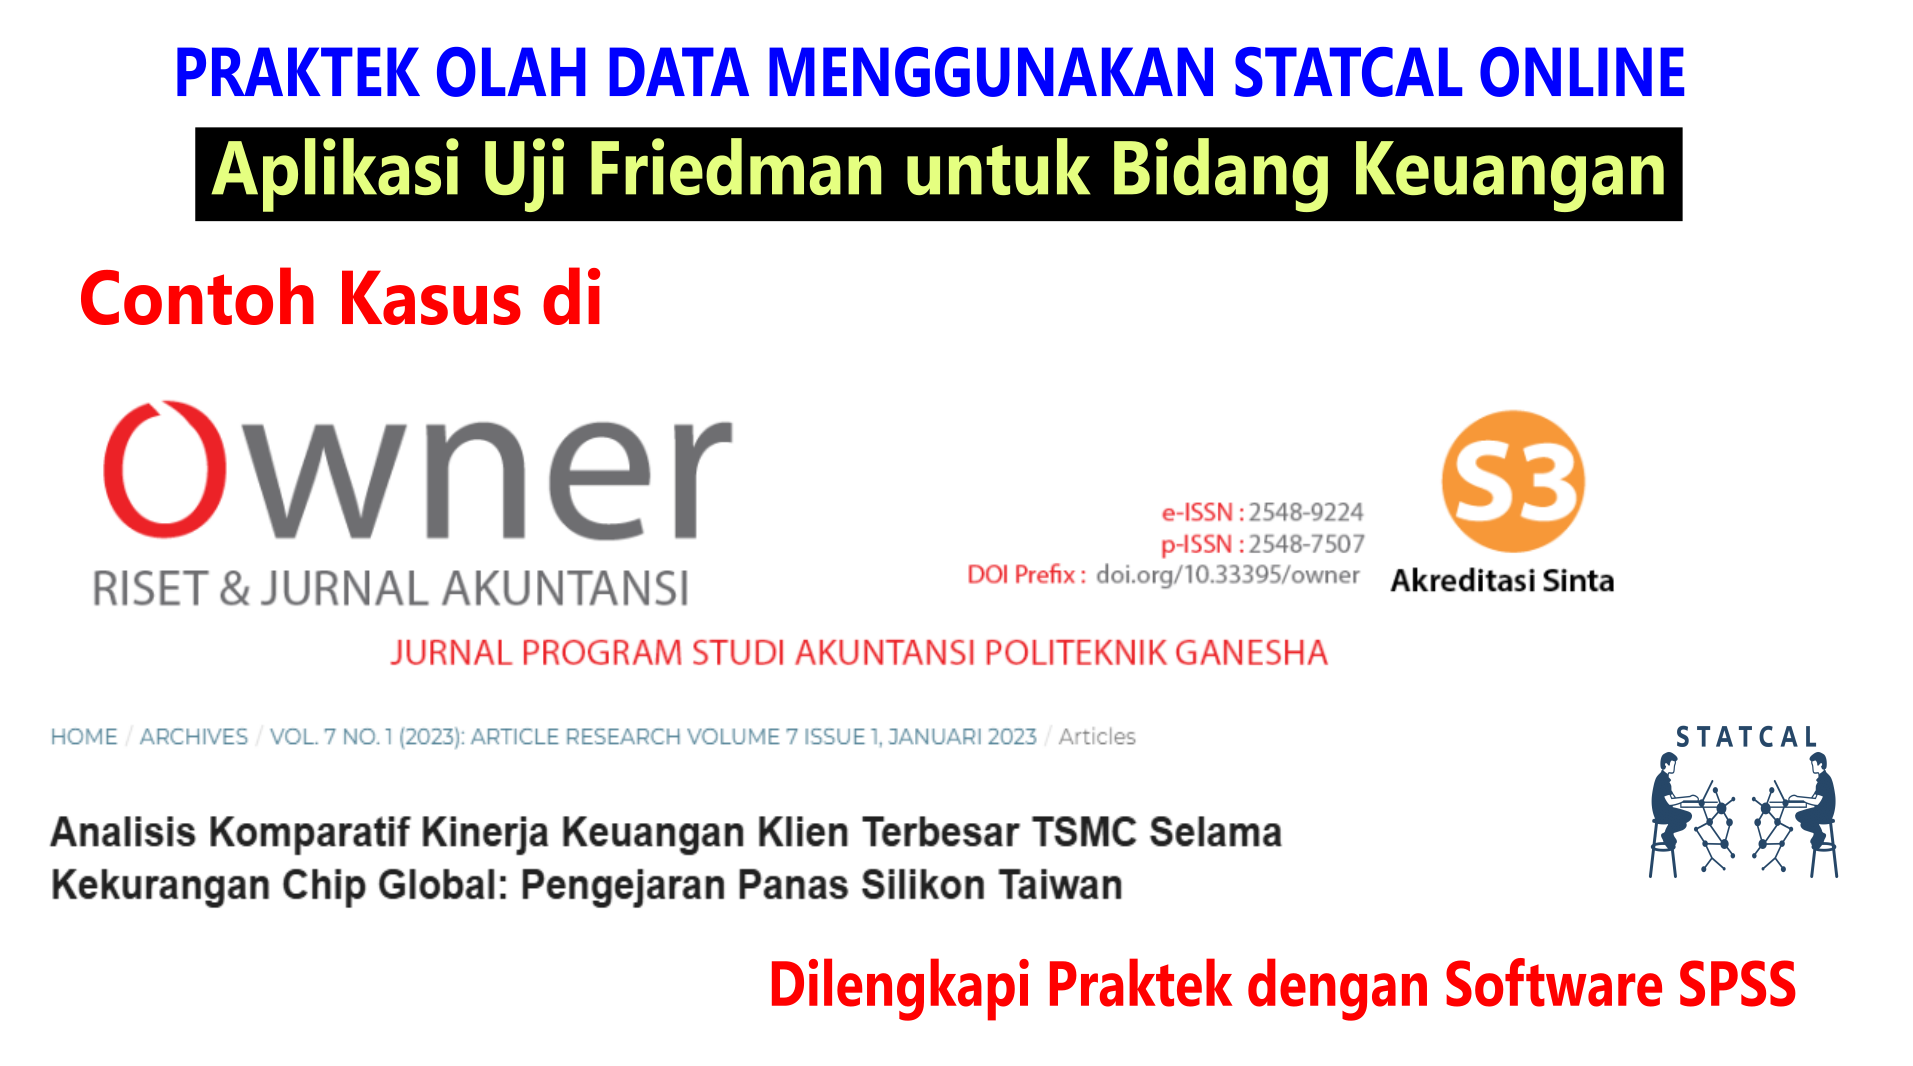 PRAKTEK OLAH DATA MENGGUNAKAN STATCAL ONLINE
Aplikasi Uji Friedman untuk Bidang Keuangan
Contoh Kasus di
Owner
RISET & JURNAL AKUNTANSI
e-ISSN : 2548-9224
p-ISSN : 2548-7507
DOI Prefix : doi.org/10.33395/owner
S3
Akreditasi Sinta
JURNAL PROGRAM STUDI AKUNTANSI POLITEKNIK GANESHA
HOME / ARCHIVES / VOL. 7 NO. 1 (2023): ARTICLE RESEARCH VOLUME 7 ISSUE 1, JANUARI 2023 / Articles
STATCAL
Analisis Komparatif Kinerja Keuangan Klien Terbesar TSMC Selama
Kekurangan Chip Global: Pengejaran Panas Silikon Taiwan
Dilengkapi Praktek dengan Software SPSS